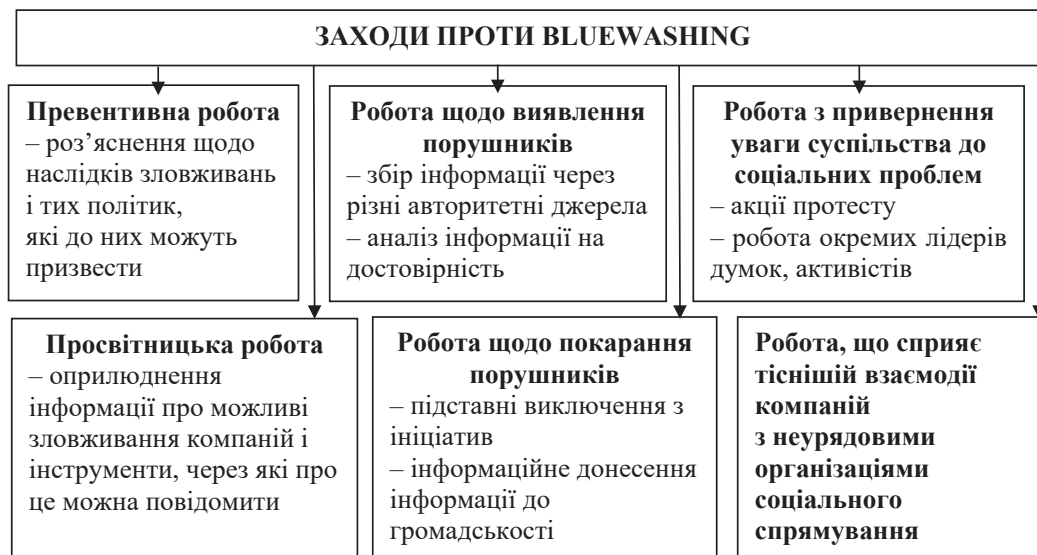 ЗАХОДИ ПРОТИ BLUEWASHING
Превентивна робота
– роз’яснення щодо
наслідків зловживань
і тих політик,
які до них можуть
призвести
Робота щодо виявлення
порушників
– збір інформації через
різні авторитетні джерела
– аналіз інформації на
достовірність
Робота з привернення
уваги суспільства до
соціальних проблем
– акції протесту
– робота окремих лідерів
думок, активістів
Просвітницька робота
– оприлюднення
інформації про можливі
зловживання компаній і
інструменти, через які про
це можна повідомити
Робота щодо покарання
порушників
– підставні виключення з
ініціатив
– інформаційне донесення
інформації до
громадськості
Робота, що сприяє
тіснішій взаємодії
компаній
з неурядовими
організаціями
соціального
спрямування